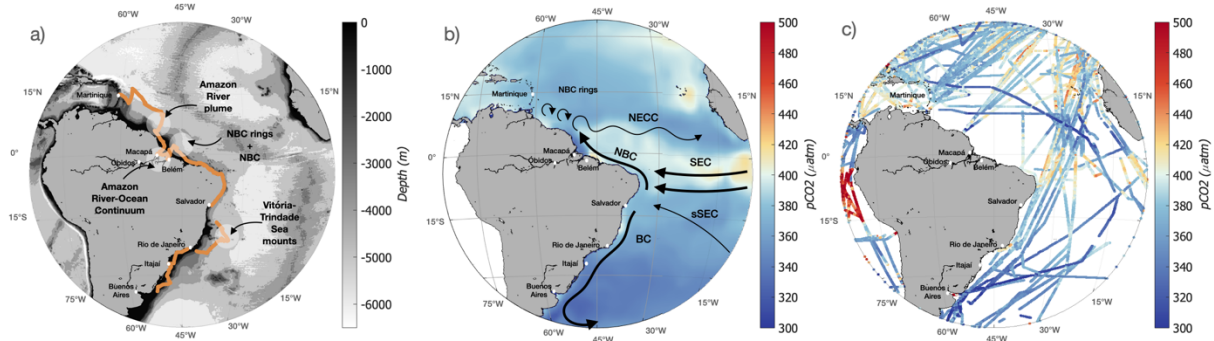 a)
60°W
45°W
30°W
15°N
0°
15°S
75°W
60°W
45°W
30°W
Martinique
Amazon
River
plume
NBC rings
+
NBC
Macapá
Óbidos
Belém
Amazon
River-Ocean
Continuum
Salvador
Vitória-
Trindade
Sea
mounts
Rio de Janeiro
Itajaí
Buenos
Aires
0
-1000
-2000
-3000
-4000
-5000
-6000
Depth (m)
b)
60°W
45°W
30°W
15°N
15°N
0°
0°
15°S
15°S
75°W
60°W
45°W
30°W
Martinique
NBC rings
NECC
Macapá
Óbidos
Belém
NBC
SEC
Salvador
sSEC
Rio de Janeiro
BC
Itajaí
Buenos
Aires
500
480
460
440
420
400
380
360
340
320
300
pCO2 (μatm)
c)
60°W
45°W
30°W
15°N
15°N
0°
0°
15°S
15°S
75°W
60°W
45°W
30°W
Martinique
Macapá
Óbidos
Belém
Salvador
Rio de Janeiro
Itajaí
Buenos
Aires
500
480
460
440
420
400
380
360
340
320
300
pCO2 (μatm)